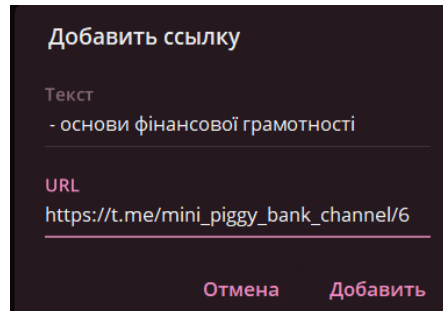 Добавить ссылку
Текст
- основи фінансової грамотності
URL
https://t.me/mini_piggy_bank_channel/6
Отмена Добавить